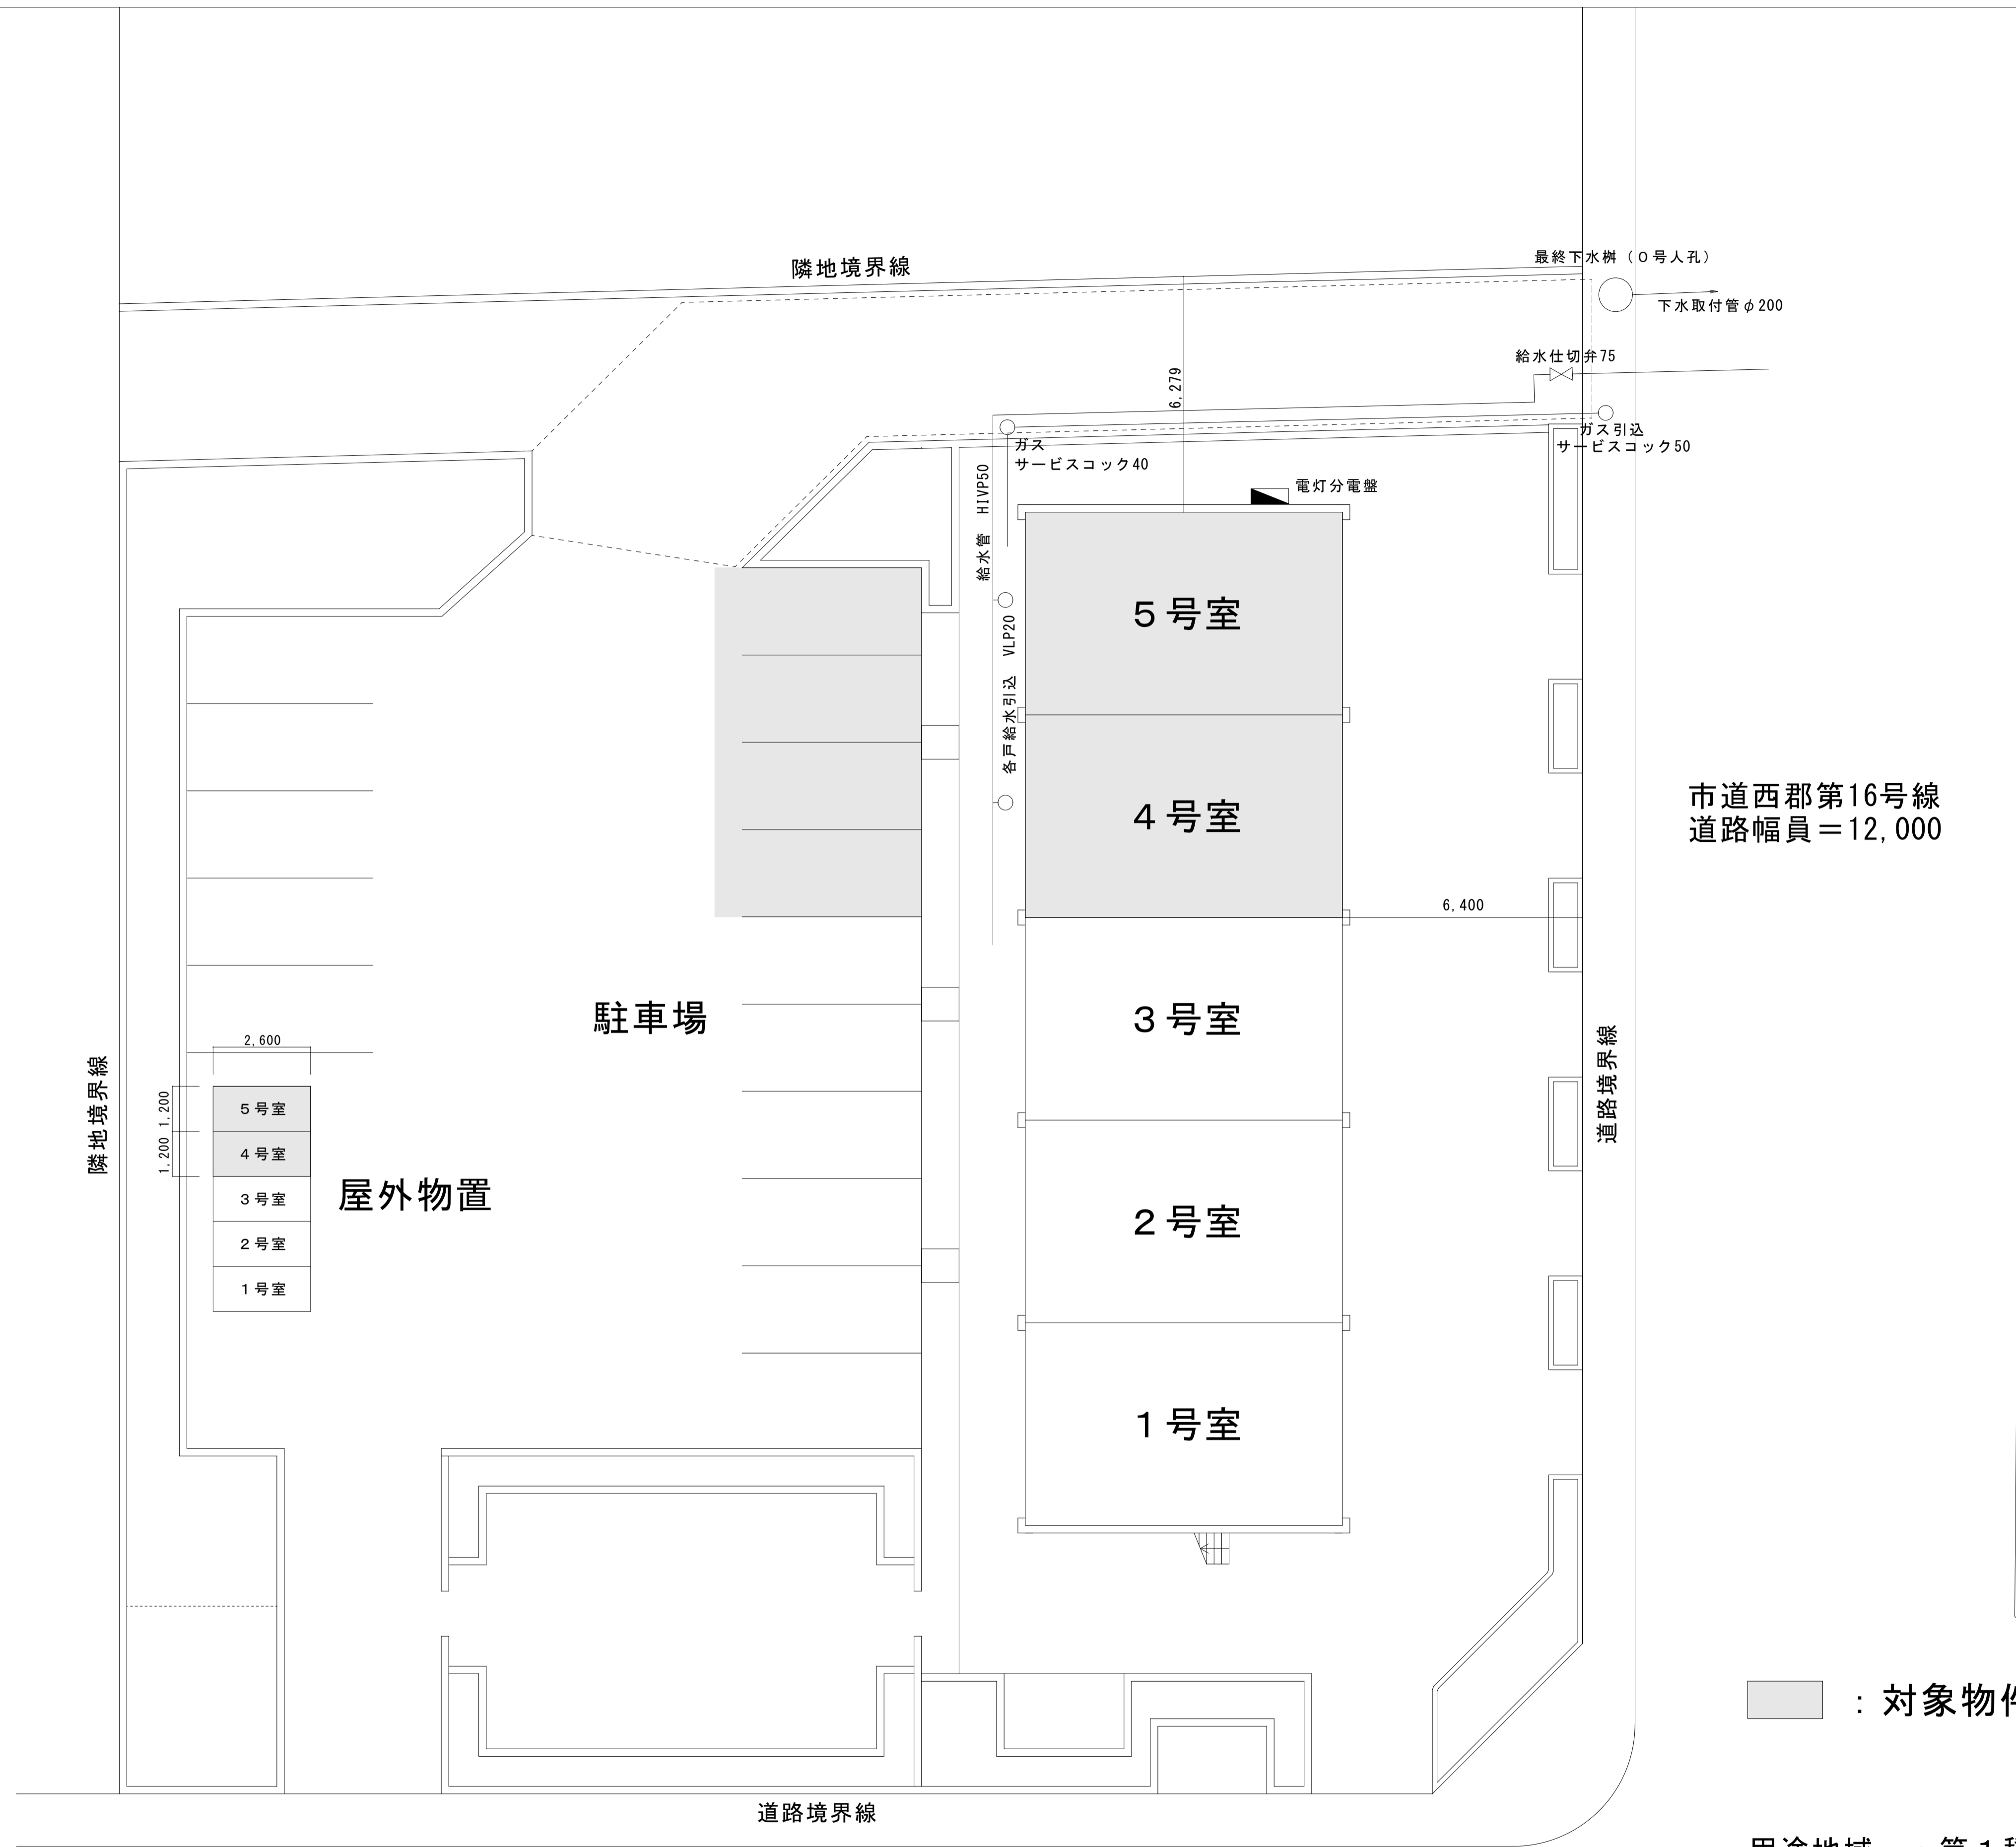 隣地境界線
最終下水桝（０号人孔）
下水取付管φ200
給水仕切弁75
6,279
ガス引込
サービスコック50
ガス
サービスコック40
給水管　HIVP50
電灯分電盤
各戸給水引込　VLP20
５号室
４号室
市道西郡第16号線
道路幅員＝12,000
6,400
３号室
駐車場
道路境界線
隣地境界線
2,600
1,200
1,200
５号室
４号室
３号室
２号室
１号室
屋外物置
２号室
１号室
：対象物件
道路境界線